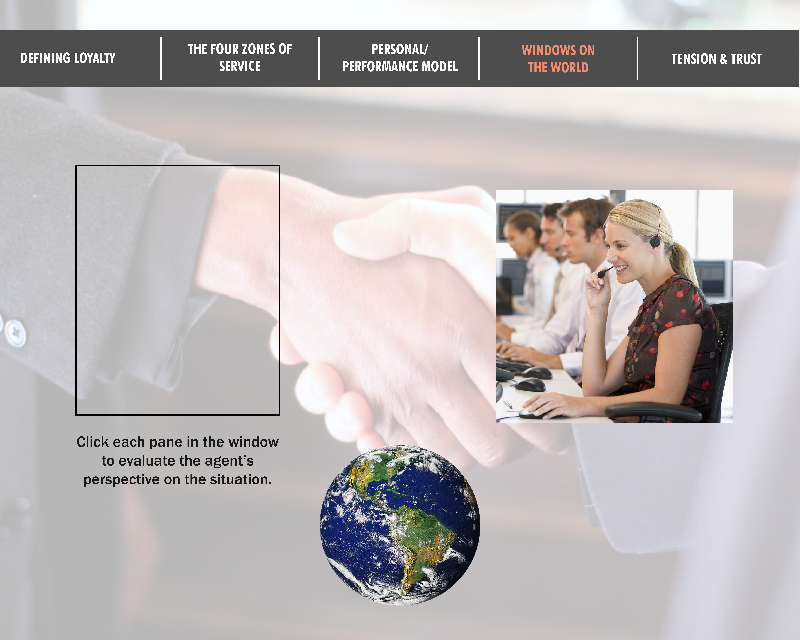 DEFINING LOYALTY
THE FOUR ZONES OF
SERVICE
PERSONAL/
PERFORMANCE MODEL
WINDOWS ON
THE WORLD
TENSION & TRUST
Click each pane in the window
to evaluate the agent's
perspective on the situation.